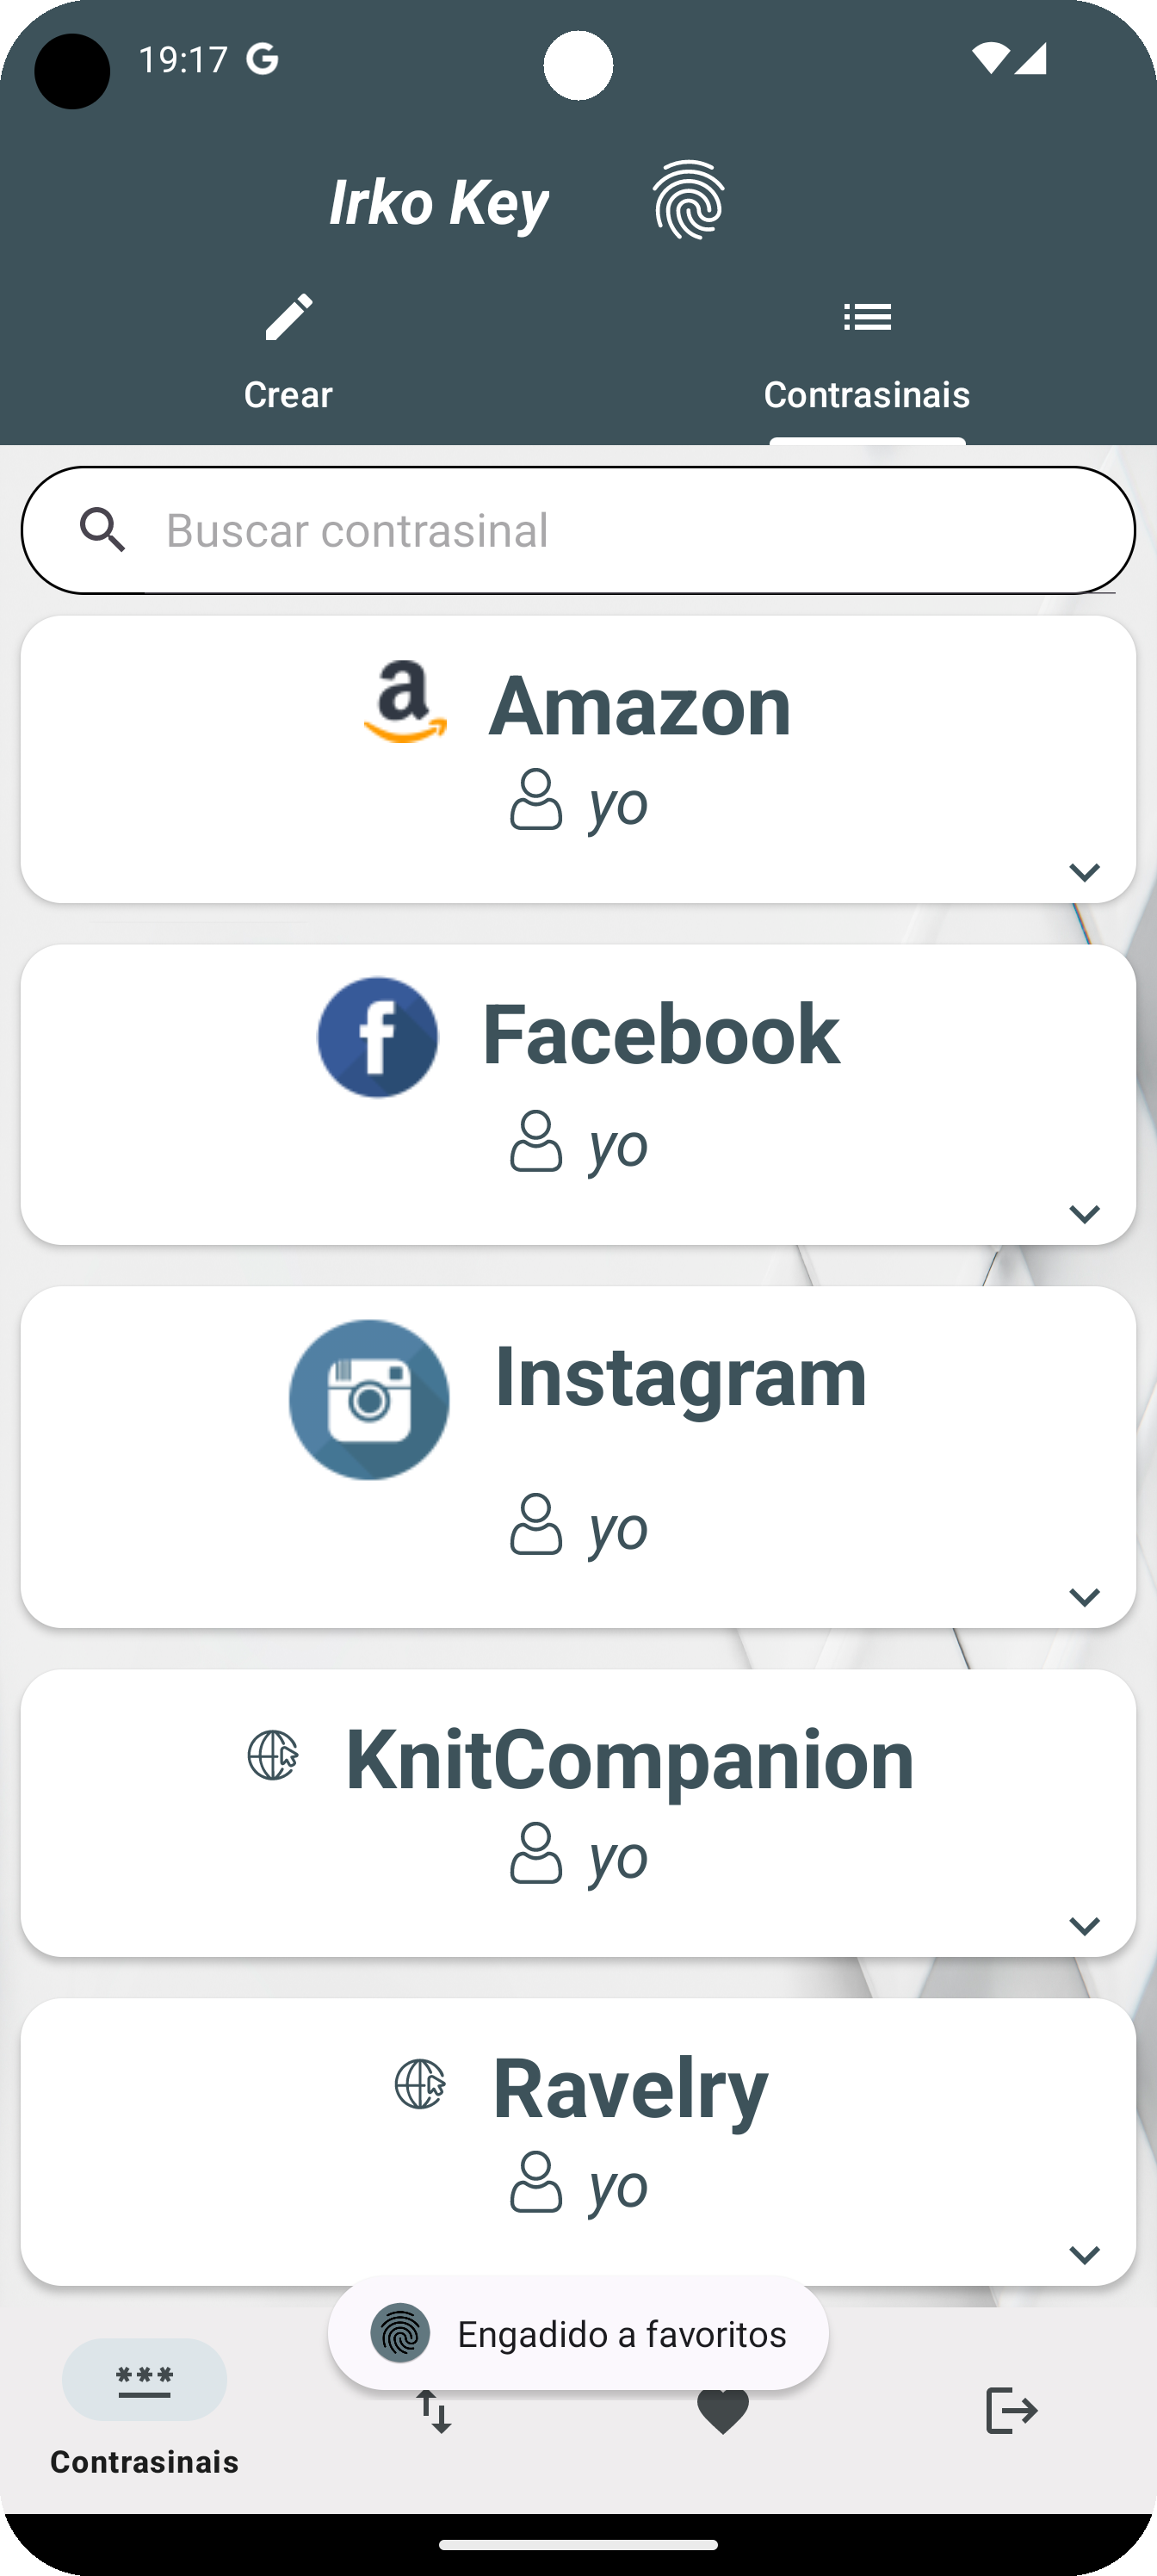 19:17
Irko Key
Crear
Contrasinais
Buscar contrasinal
Amazon
yo
Facebook
yo
Instagram
yo
KnitCompanion
yo
Ravelry
yo
Engadido a favoritos
***
Contrasinais